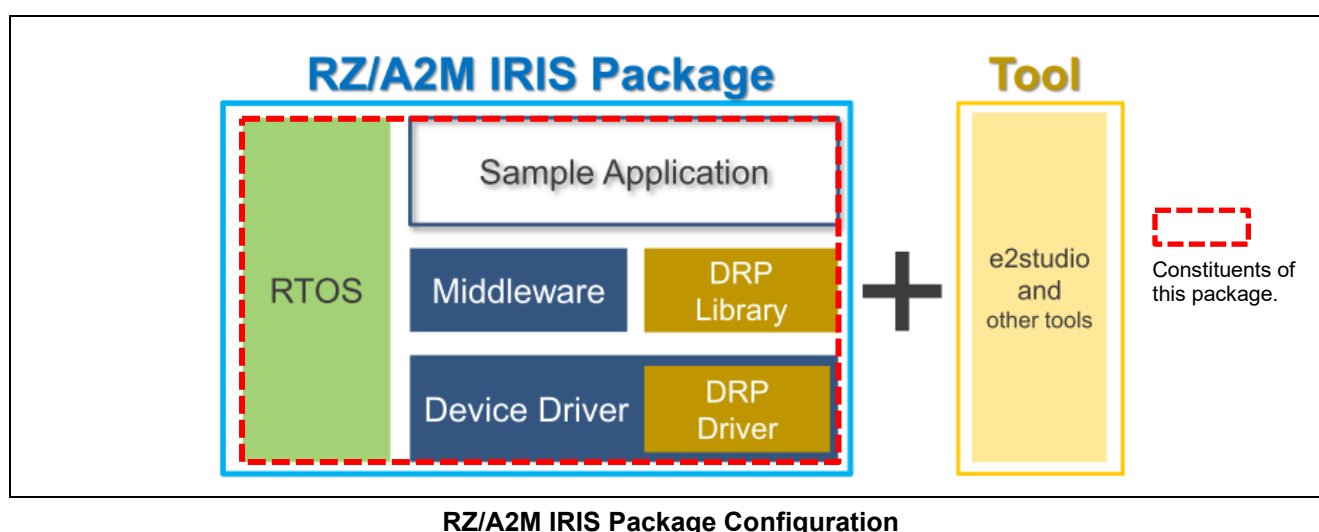 RZ/A2M IRIS Package
Tool
RTOS
Sample Application
Middleware
DRP
Library
Device Driver
DRP
Driver
e2studio
and
other tools
Constituents of
this package.
RZ/A2M IRIS Package Configuration